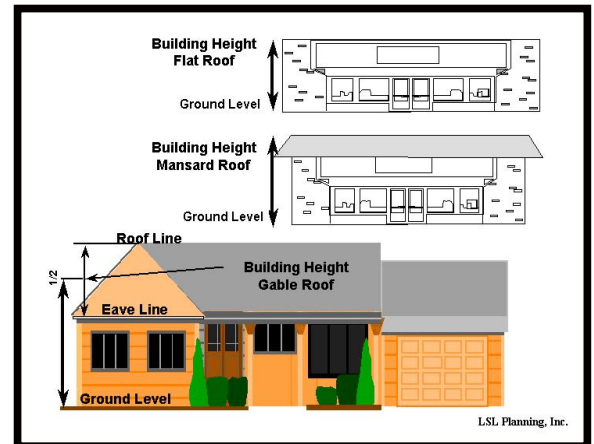 Building Height
Flat Roof
Ground Level
Building Height
Mansard Roof
Ground Level
Roof Line
1/2
Building Height
Gable Roof
Eave Line
Ground Level
LSL Planning, Inc.